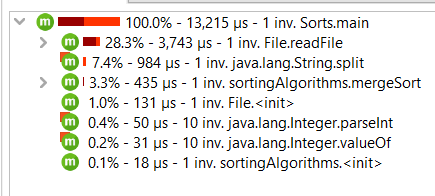 m 100.0% - 13,215 µs - 1 inv. Sorts.main
m 28.3% - 3,743 µs - 1 inv. File.readFile
m 7.4% - 984 µs - 1 inv. java.lang.String.split
m 3.3% - 435 µs - 1 inv. sortingAlgorithms.mergeSort
m 1.0% - 131 µs - 1 inv. File.<init>
m 0.4% - 50 µs - 10 inv. java.lang.Integer.parseInt
m 0.2% - 31 µs - 10 inv. java.lang.Integer.valueOf
m 0.1% - 18 µs - 1 inv. sortingAlgorithms.<init>